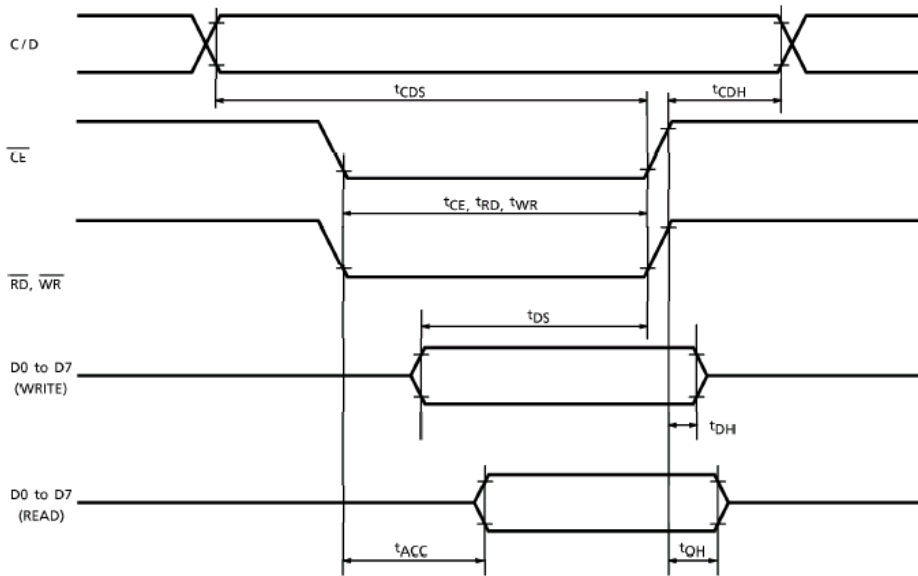 C/D
tCDS
tCDH
CE
tCE, tRD, tWR
RD, WR
tDS
D0 to D7
(WRITE)
tDH
D0 to D7
(READ)
tACC
tOH